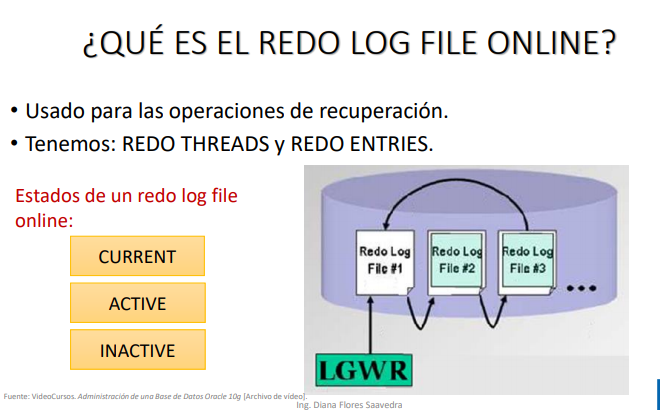 ¿QUÉ ES EL REDO LOG FILE ONLINE?
• Usado para las operaciones de recuperación.
• Tenemos: REDO THREADS y REDO ENTRIES.
Estados de un redo log file
online:
CURRENT
ACTIVE
INACTIVE
Redo Log
File #1
Redo Log
File #2
Redo Log
File #3
LGWR
Fuente: VideoCursos. Administración de una Base de Datos Oracle 10g [Archivo de video].
Ing. Diana Flores Saavedra